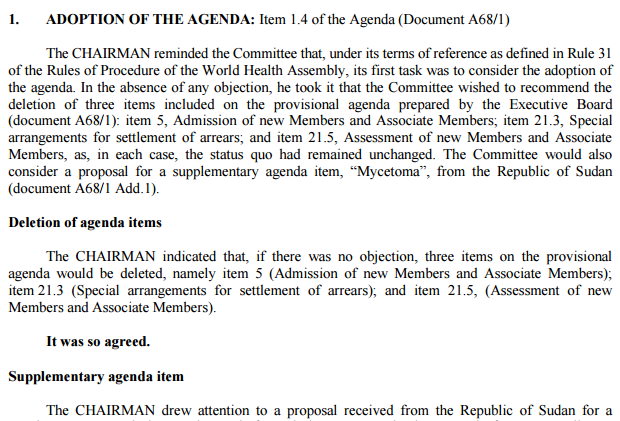 1. ADOPTION OF THE AGENDA: Item 1.4 of the Agenda (Document A68/1)
The CHAIRMAN reminded the Committee that, under its terms of reference as defined in Rule 31
of the Rules of Procedure of the World Health Assembly, its first task was to consider the adoption of
the agenda. In the absence of any objection, he took it that the Committee wished to recommend the
deletion of three items included on the provisional agenda prepared by the Executive Board
(document A68/1): item 5, Admission of new Members and Associate Members; item 21.3, Special
arrangements for settlement of arrears; and item 21.5, Assessment of new Members and Associate
Members, as, in each case, the status quo had remained unchanged. The Committee would also
consider a proposal for a supplementary agenda item, “Mycetoma”, from the Republic of Sudan
(document A68/1 Add.1).
Deletion of agenda items
The CHAIRMAN indicated that, if there was no objection, three items on the provisional
agenda would be deleted, namely item 5 (Admission of new Members and Associate Members);
item 21.3 (Special arrangements for settlement of arrears); and item 21.5, (Assessment of new
Members and Associate Members).
It was so agreed.
Supplementary agenda item
The CHAIRMAN drew attention to a proposal received from the Republic of Sudan for a